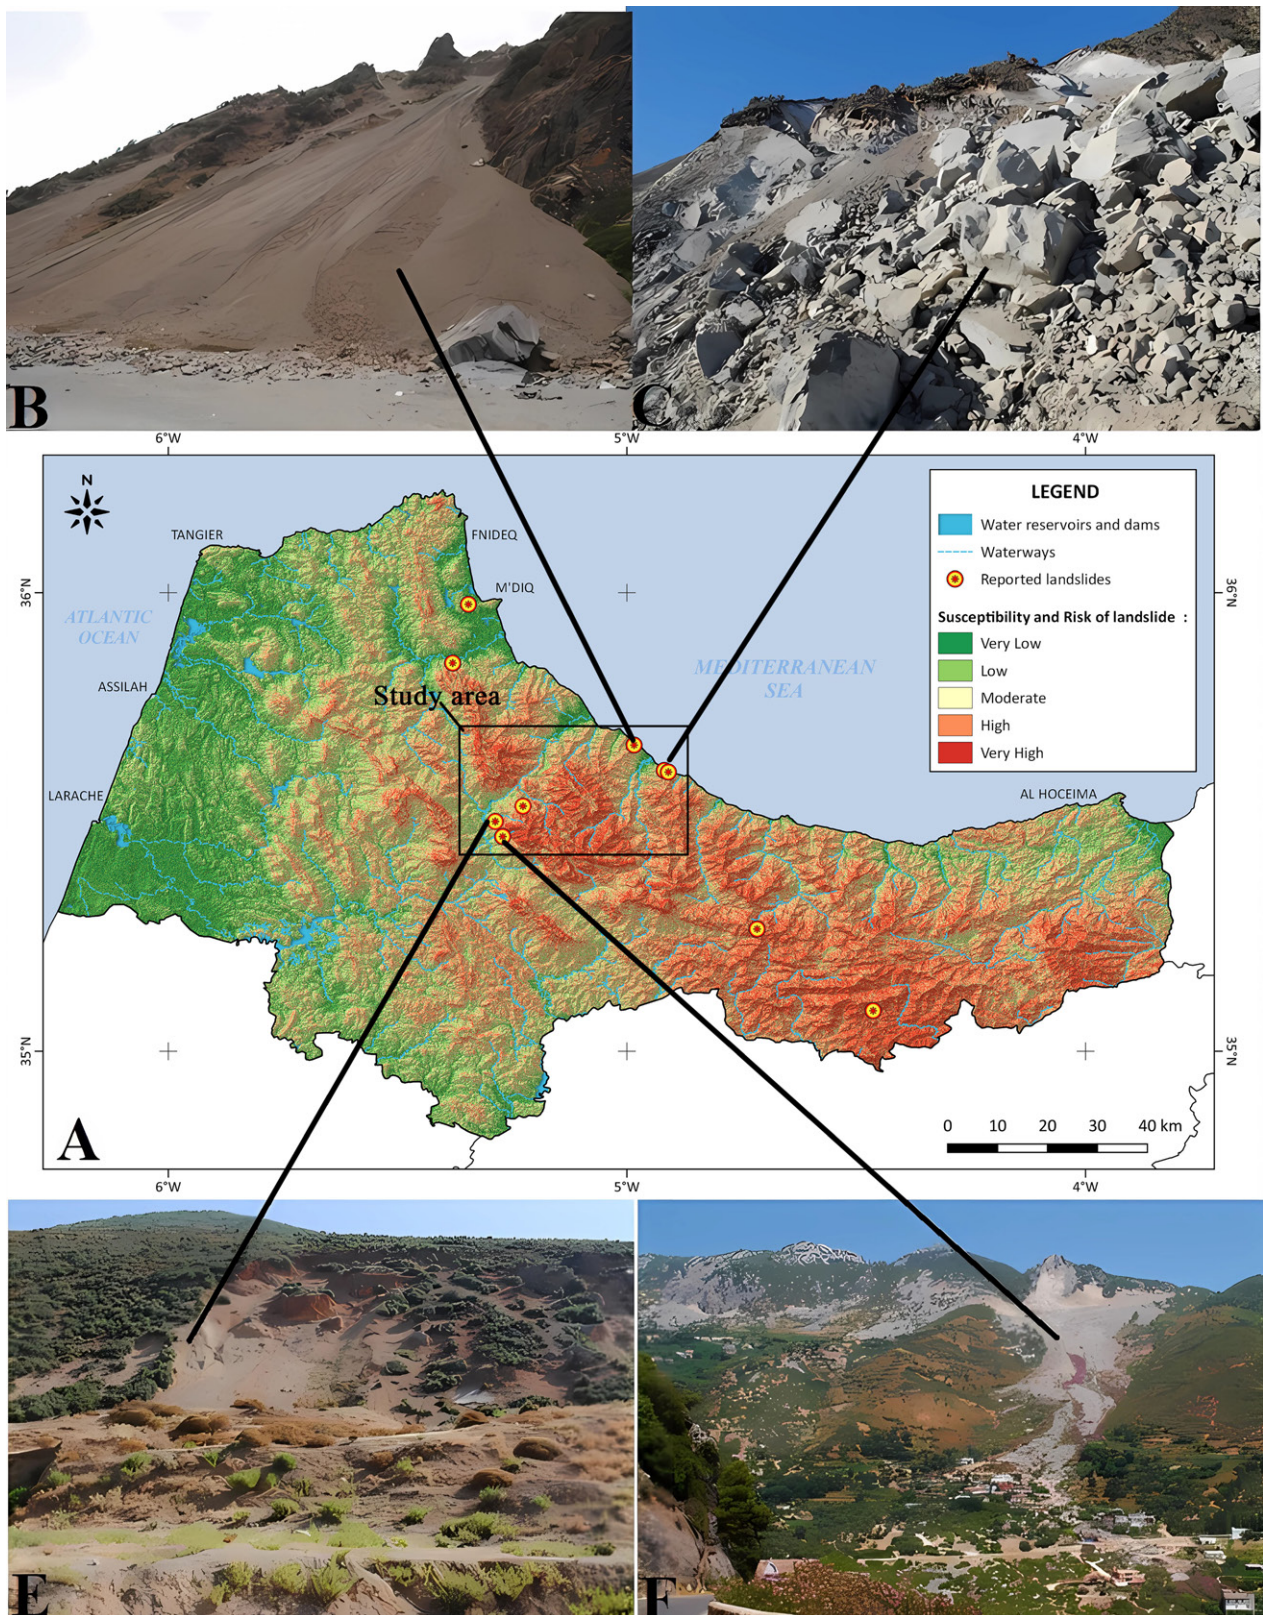 B
C
6°W
5°W
4°W
N
TANGIER
FNIDEQ
M'DIQ
36°N
36°N
ATLANTIC
OCEAN
ASSILAH
LARACHE
Study area
MEDITERRANEAN
SEA
AL HOCEIMA
LEGEND
Water reservoirs and dams
Waterways
Reported landslides
Susceptibility and Risk of landslide :
Very Low
Low
Moderate
High
Very High
35°N
35°N
A
0 10 20 30 40 km
6°W
5°W
4°W
E
F